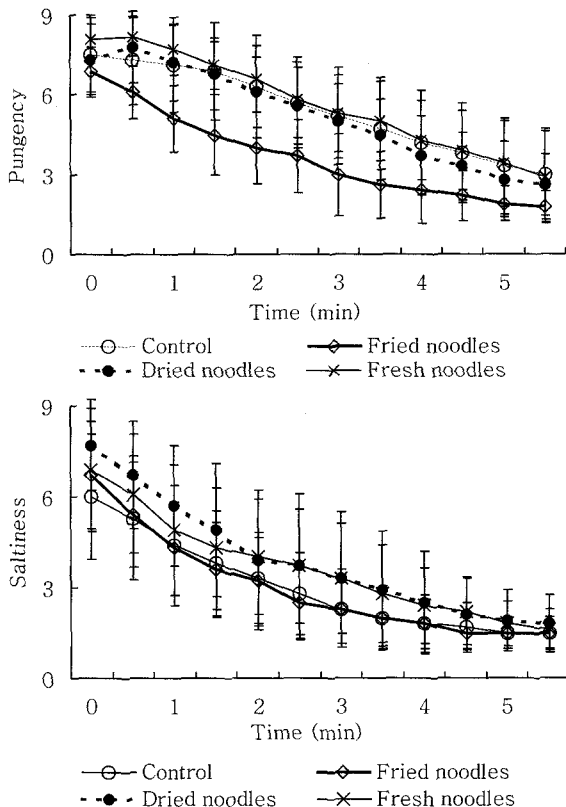 9
6
3
0
Pungency
0 1 2 3 4 5
Time (min)
Control Fried noodles
Dried noodles Fresh noodles
9
6
3
0
Saltiness
0 1 2 3 4 5
Time (min)
Control Fried noodles
Dried noodles Fresh noodles